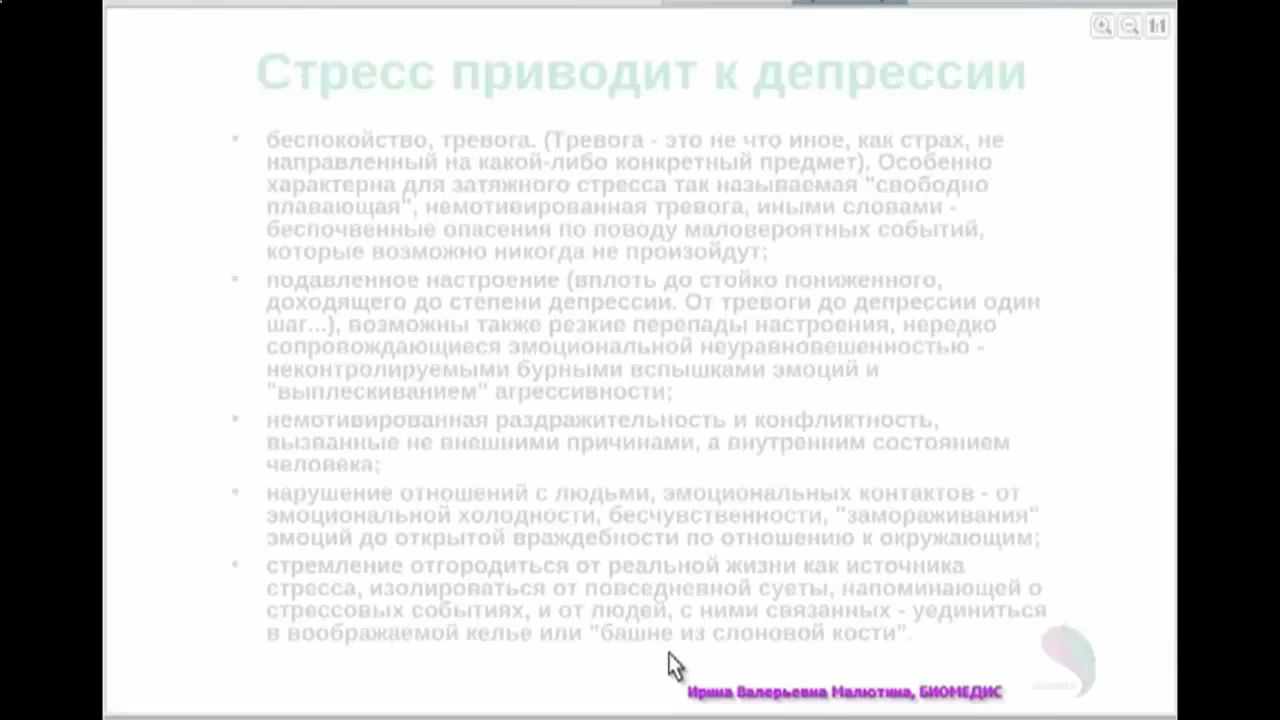 Стресс приводит к депрессии
• беспокойство, тревога. (Тревога - это не что иное, как страх, не
направленный на какой-либо конкретный предмет). Особенно
характерна для затяжного стресса так называемая "свободно
плавающая", немотивированная тревога, иными словами -
беспочвенные опасения по поводу маловероятных событий,
которые возможно никогда не произойдут;
• подавленное настроение (вплоть до стойко пониженного,
доходящего до степени депрессии. От тревоги до депрессии один
шаг...), возможны также резкие перепады настроения, нередко
сопровождающиеся эмоциональной неуравновешенностью -
неконтролируемыми бурными вспышками эмоций и
"выплескиванием" агрессивности;
• немотивированная раздражительность и конфликтность,
вызванные не внешними причинами, а внутренним состоянием
человека;
• нарушение отношений с людьми, эмоциональных контактов - от
эмоциональной холодности, бесчувственности, "замораживания"
эмоций до открытой враждебности по отношению к окружающим;
• стремление отгородиться от реальной жизни как источника
стресса, изолироваться от повседневной суеты, напоминающей о
стрессовых событиях, и от людей, с ними связанных - уединиться
в воображаемой келье или "башне из слоновой кости".
Ирина Валерьевна Малютина, БИОМЕДИС